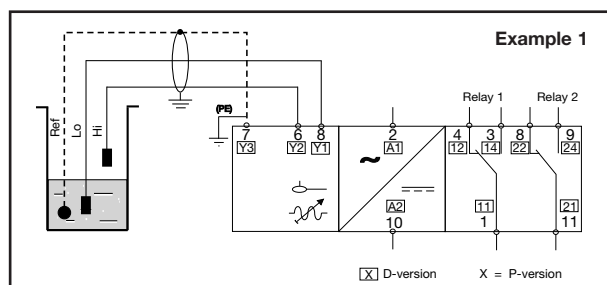 Example 1
Relay 1 Relay 2
Ref
Lo
Hi
(PE)
7 6 8 2 4 3 8 9
Y3 Y2 Y1 A1 12 14 22 24
A2 11 21
10 1 11
X D-version X = P-version